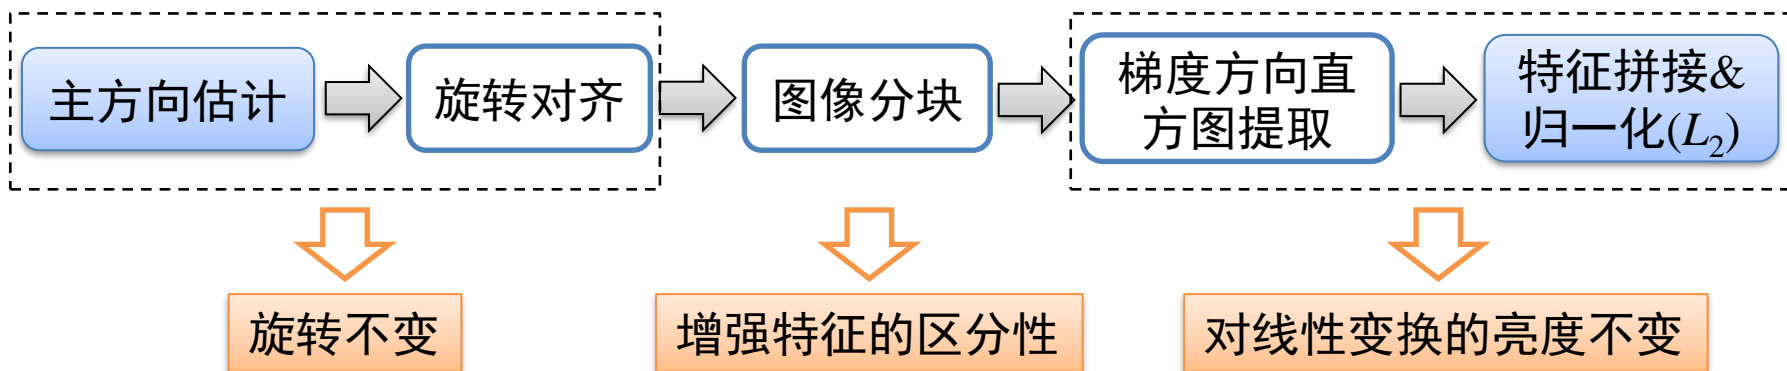 主方向估计
旋转对齐
图像分块
梯度方向直
方图提取
特征拼接&
归一化(L₂)
旋转不变
增强特征的区分性
对线性变换的亮度不变